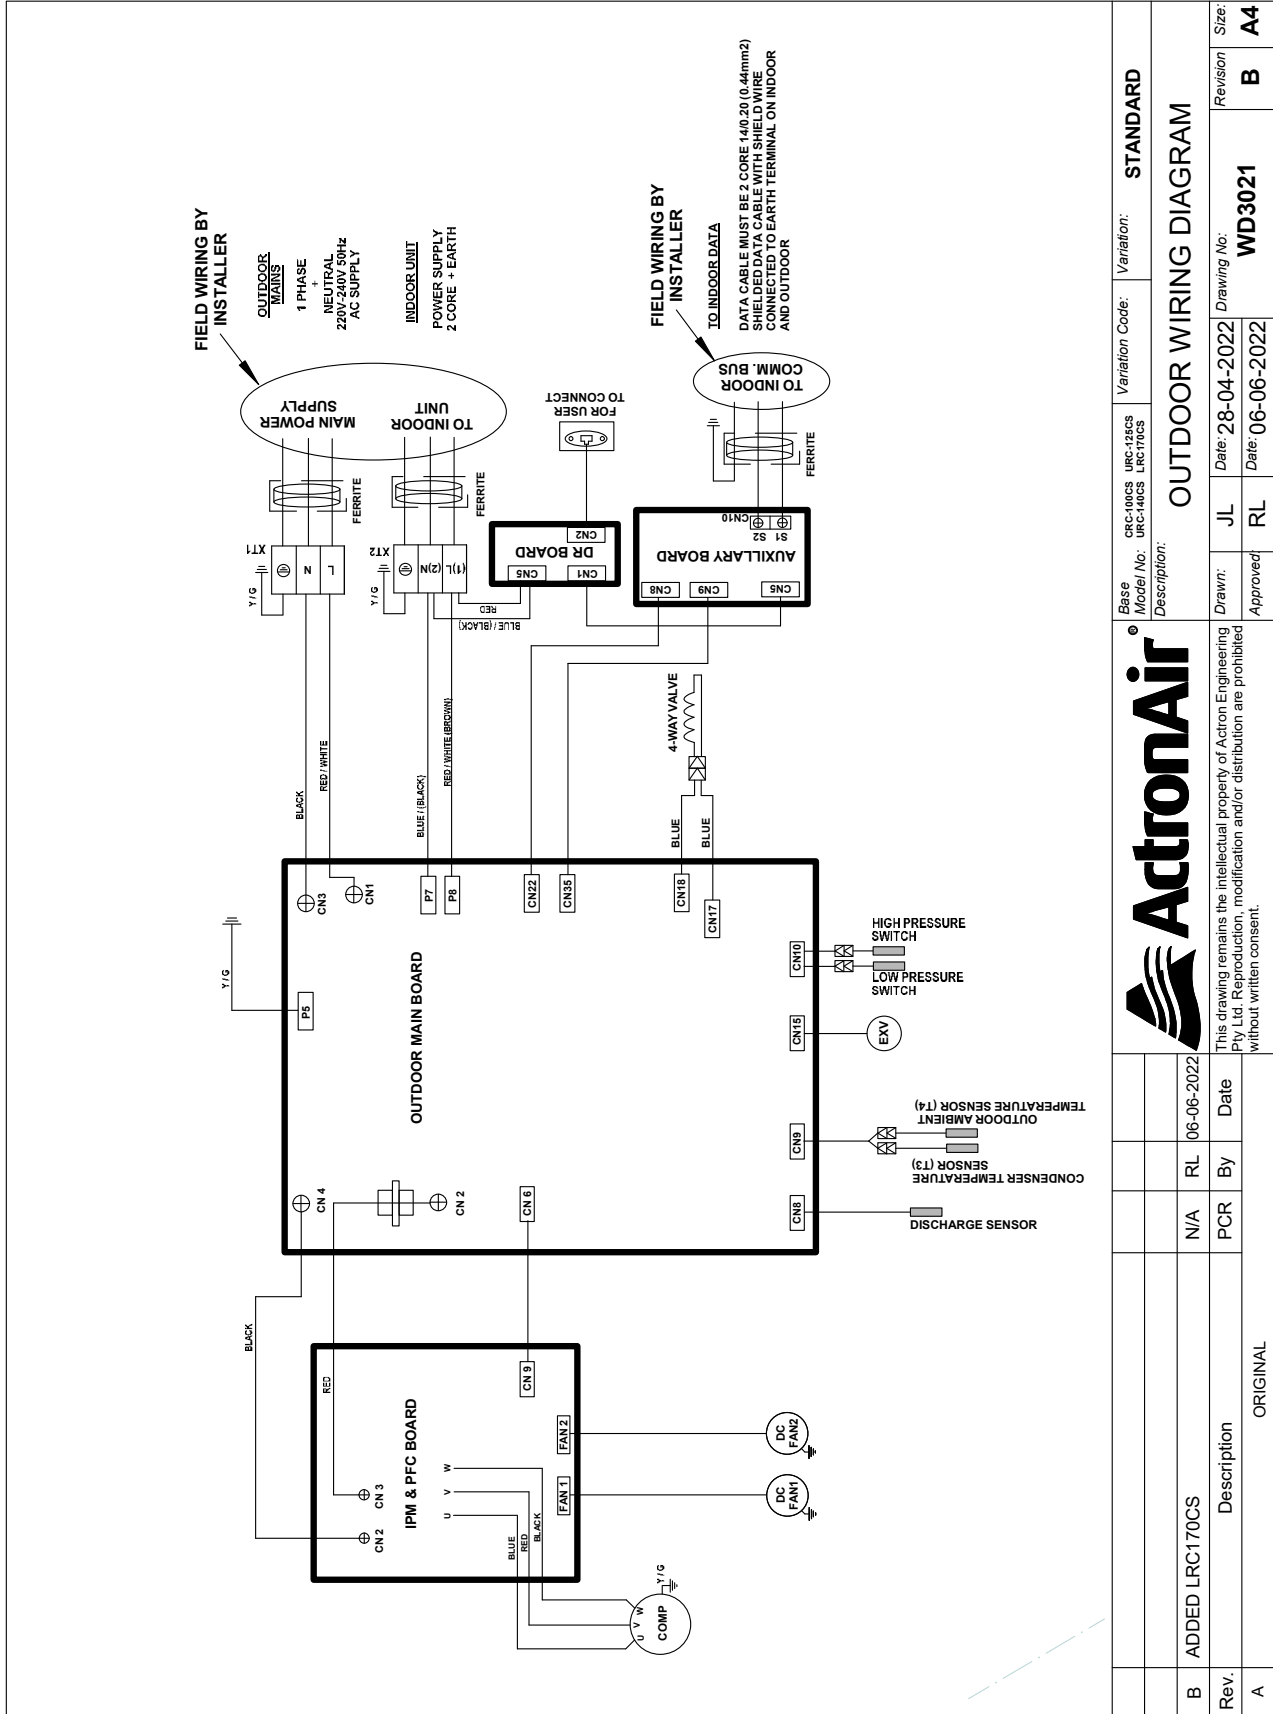 FIELD WIRING BY
INSTALLER
OUTDOOR
MAINS
1 PHASE
+
NEUTRAL
220V-240V 50Hz
AC SUPPLY
INDOOR UNIT
POWER SUPPLY
2 CORE + EARTH
FIELD WIRING BY
INSTALLER
TO INDOOR DATA
DATA CABLE MUST BE 2 CORE 14/0.20 (0.44mm2)
SHIELDED DATA CABLE WITH SHIELD WIRE
CONNECTED TO EARTH TERMINAL ON INDOOR
AND OUTDOOR
MAIN POWER
SUPPLY
TO INDOOR
UNIT
FOR USER
TO CONNECT
TO INDOOR
COMM. BUS
FERRITE
FERRITE
FERRITE
XT1
Y / G
N
L
XT2
Y / G
(2)N
(1)L
DR BOARD
CN2
CN5
CN1
AUXILLARY BOARD
CN10
S2
S1
CN8
CN9
CN5
RED
BLUE / (BLACK)
BLACK
RED / WHITE
BLUE / (BLACK)
RED / WHITE (BROWN)
4-WAY VALVE
BLUE
BLUE
Y / G
P5
CN3
CN1
P7
P8
CN22
CN35
CN18
CN17
OUTDOOR MAIN BOARD
CN10
CN15
CN9
CN8
HIGH PRESSURE
SWITCH
LOW PRESSURE
SWITCH
EXV
OUTDOOR AMBIENT
TEMPERATURE SENSOR (T4)
CONDENSER TEMPERATURE
SENSOR (T3)
DISCHARGE SENSOR
CN 4
CN 2
CN 6
BLACK
RED
CN 9
IPM & PFC BOARD
CN 3
CN 2
W
V
U
FAN 2
FAN 1
BLUE
RED
BLACK
DC
FAN2
DC
FAN1
U V W
COMP
Y / G
Base
Model No:
CRC-100CS URC-125CS
URC-140CS LRC170CS
Variation Code:
Variation:
STANDARD
Description:
OUTDOOR WIRING DIAGRAM
Drawn:
JL
Date: 28-04-2022
Drawing No:
WD3021
Revision
B
Size:
A4
Approved:
RL
Date: 06-06-2022
ActronAir®
This drawing remains the intellectual property of Actron Engineering
Pty Ltd. Reproduction, modification and/or distribution are prohibited
without written consent.
B ADDED LRC170CS N/A RL 06-06-2022
Rev. Description PCR By Date
A ORIGINAL